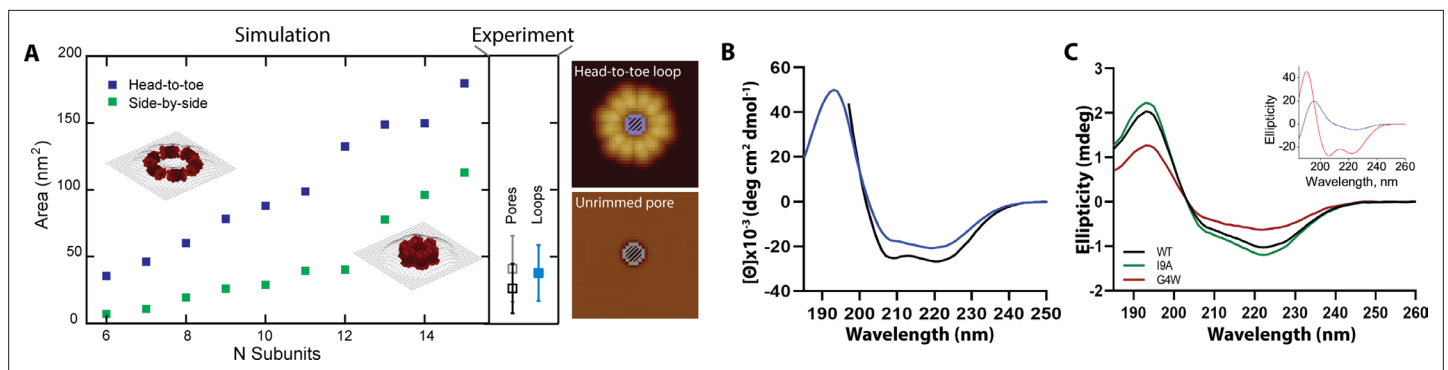 Simulation
Experiment
A
200
150
100
50
0
Area (nm²)
Head-to-toe
Side-by-side
6
8
10
12
14
N Subunits
Pores
Loops
Head-to-toe loop
Unrimmed pore
B
60
40
20
0
-20
-40
[Θ]x10⁻³ (deg cm² dmol⁻¹)
190
200
210
220
230
240
250
Wavelength (nm)
C
3
2
1
0
-1
-2
Ellipticity (mdeg)
WT
I9A
G4W
190
200
210
220
230
240
250
260
Wavelength (nm)
40
20
0
-20
Ellipticity
200
220
240
260
Wavelength, nm